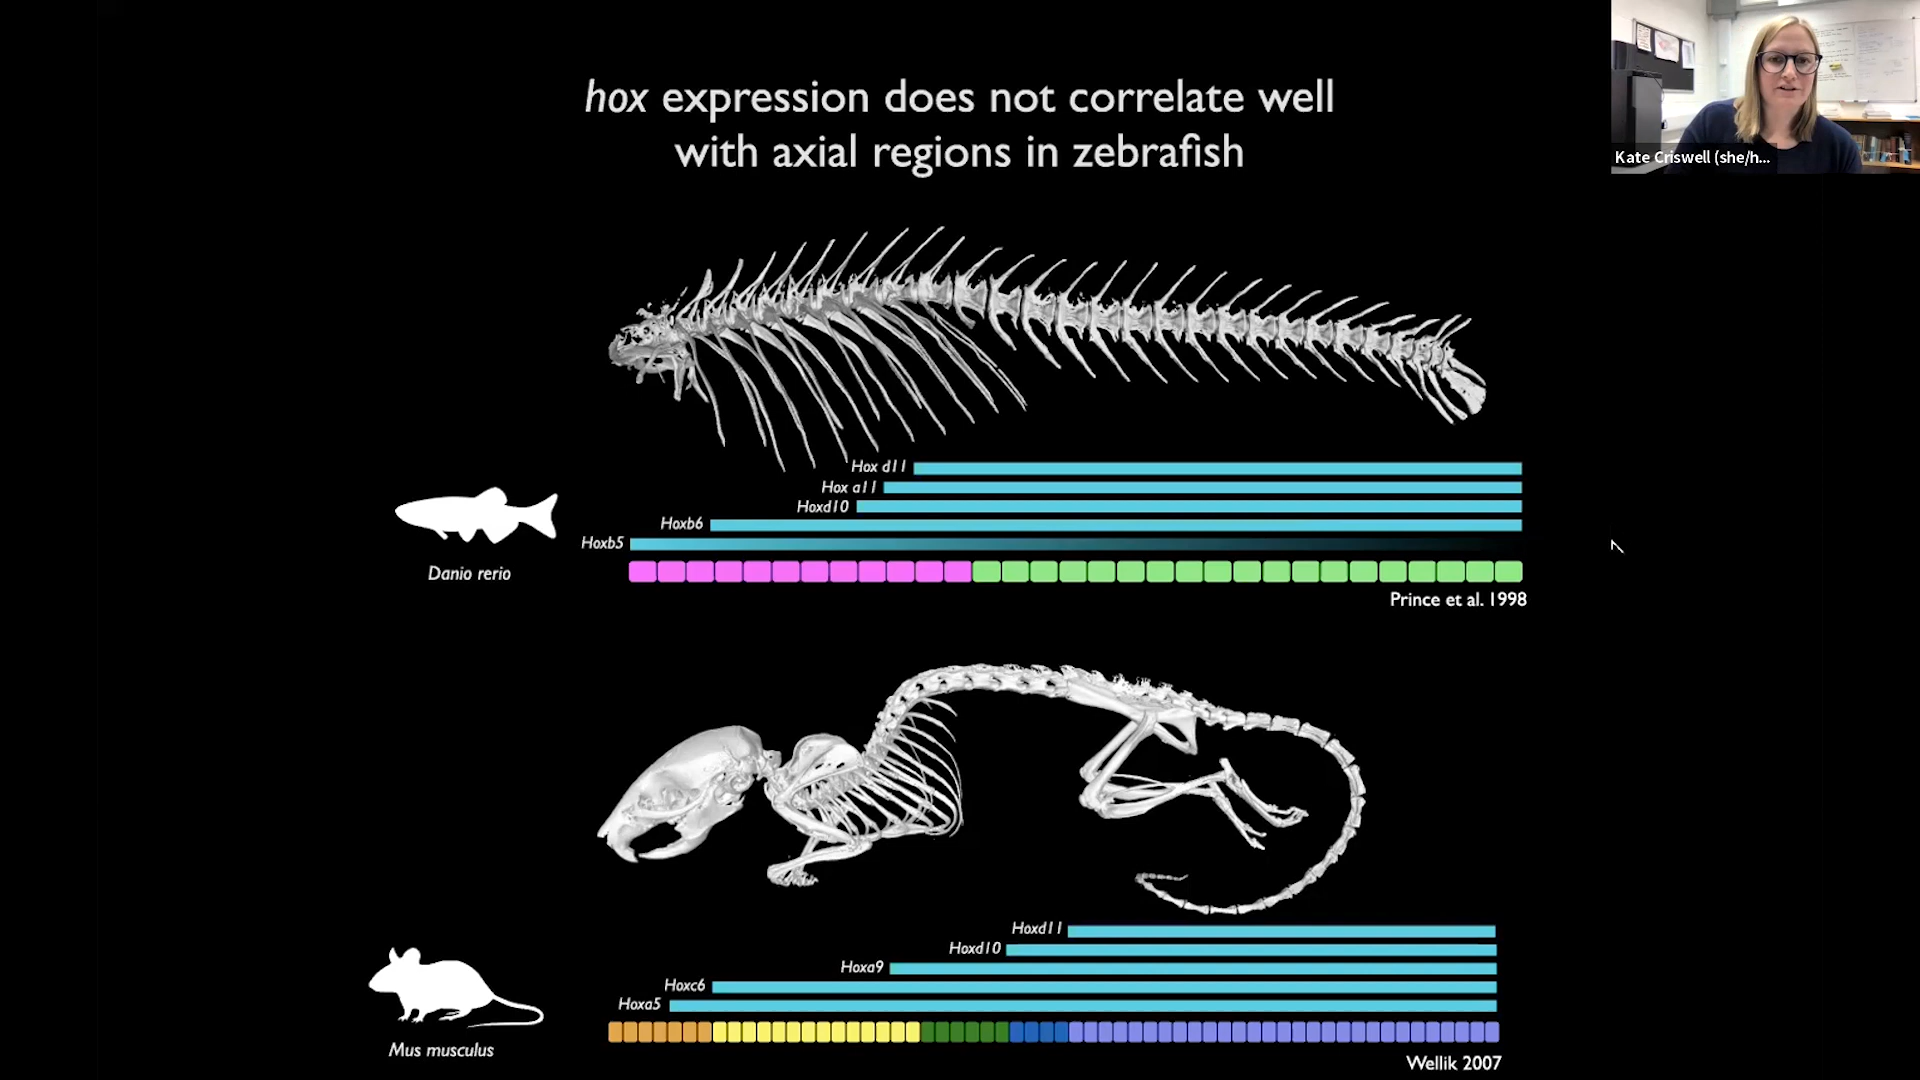 hox expression does not correlate well
with axial regions in zebrafish
Kate Criswell (she/h...
Hox d11
Hox a11
Hoxd10
Hoxb6
Hoxb5
Danio rerio
Prince et al. 1998
Hoxd11
Hoxd10
Hoxa9
Hoxc6
Hoxa5
Mus musculus
Wellik 2007